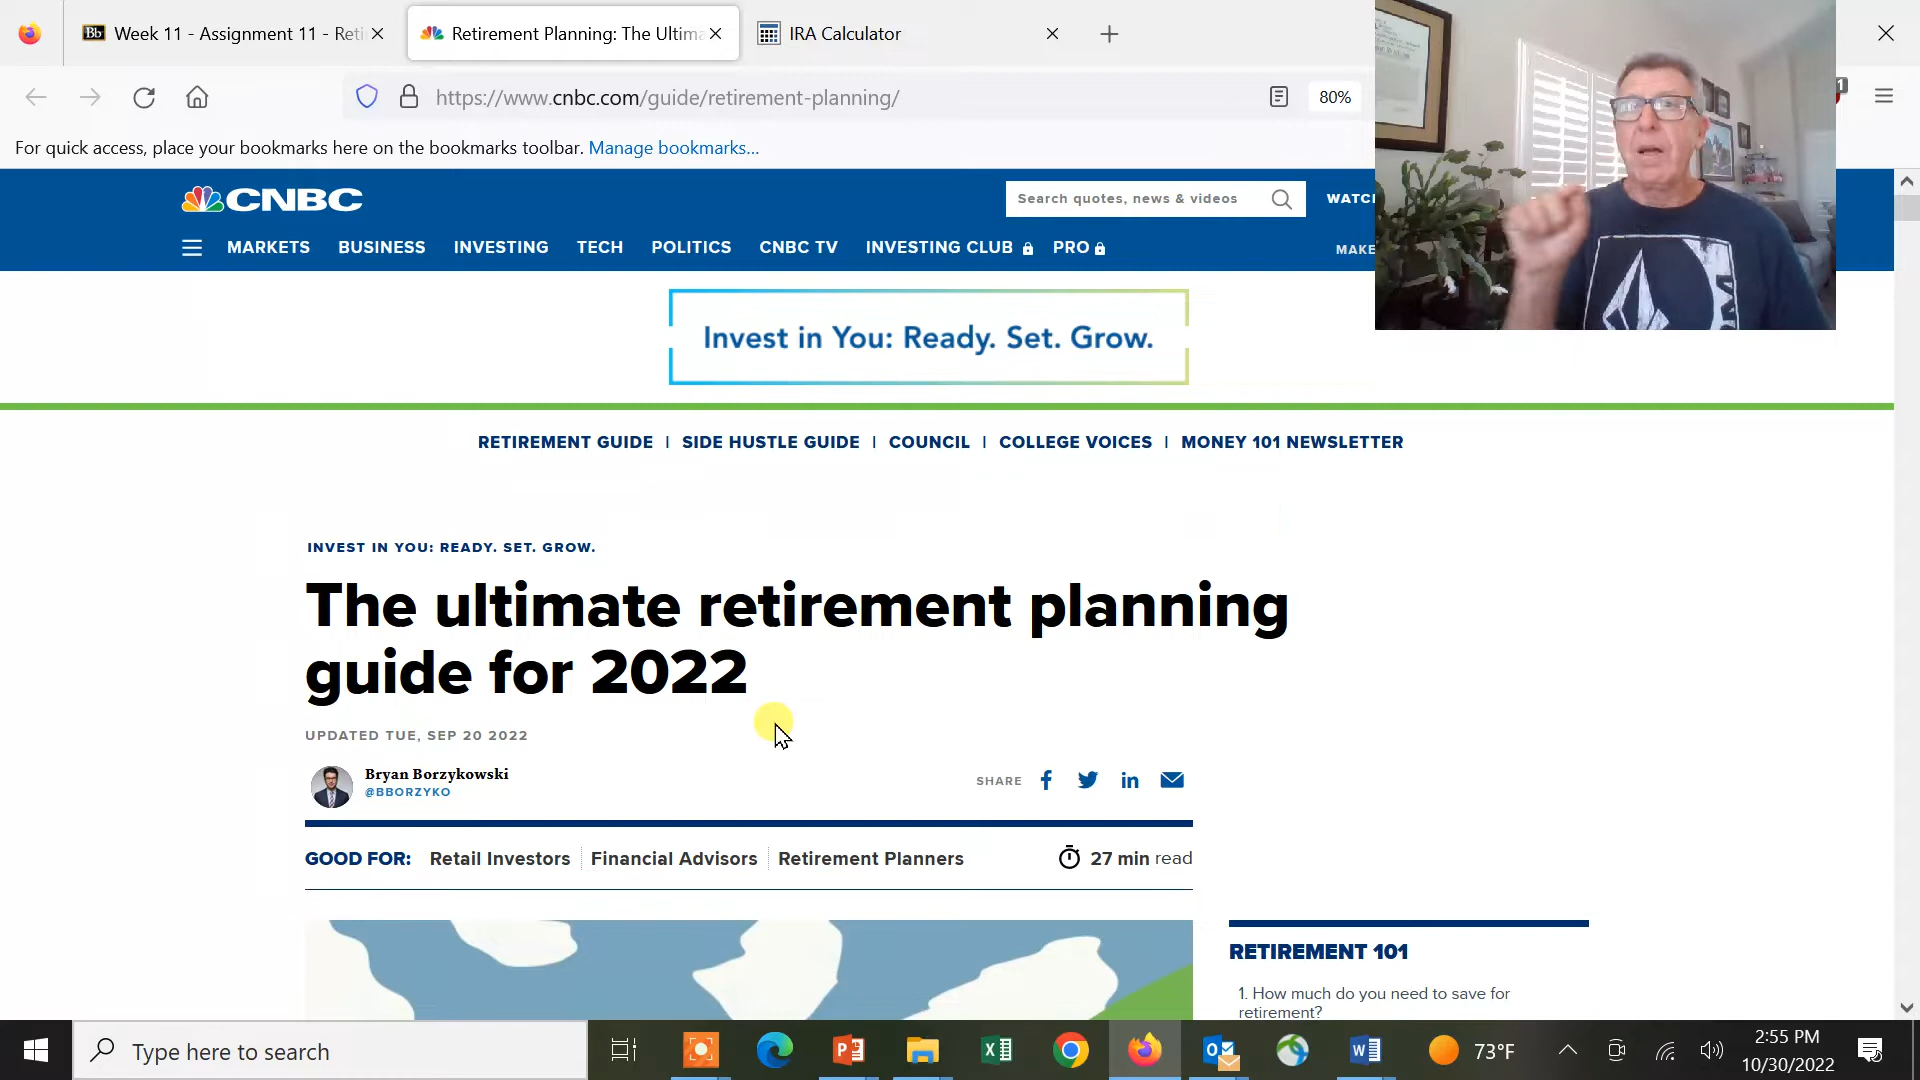 Week 11 - Assignment 11 - Reti
Retirement Planning: The Ultima
IRA Calculator
https://www.cnbc.com/guide/retirement-planning/
80%
1
For quick access, place your bookmarks here on the bookmarks toolbar. Manage bookmarks...
CNBC
Search quotes, news & videos
WATC
MARKETS BUSINESS INVESTING TECH POLITICS CNBC TV INVESTING CLUB PRO
MAKE
Invest in You: Ready. Set. Grow.
RETIREMENT GUIDE | SIDE HUSTLE GUIDE | COUNCIL | COLLEGE VOICES | MONEY 101 NEWSLETTER
INVEST IN YOU: READY. SET. GROW.
The ultimate retirement planning
guide for 2022
UPDATED TUE, SEP 20 2022
Bryan Borzykowski
@BBORZYKO
SHARE
GOOD FOR: Retail Investors Financial Advisors Retirement Planners
27 min read
RETIREMENT 101
1. How much do you need to save for
retirement?
Type here to search
73°F
2:55 PM
10/30/2022